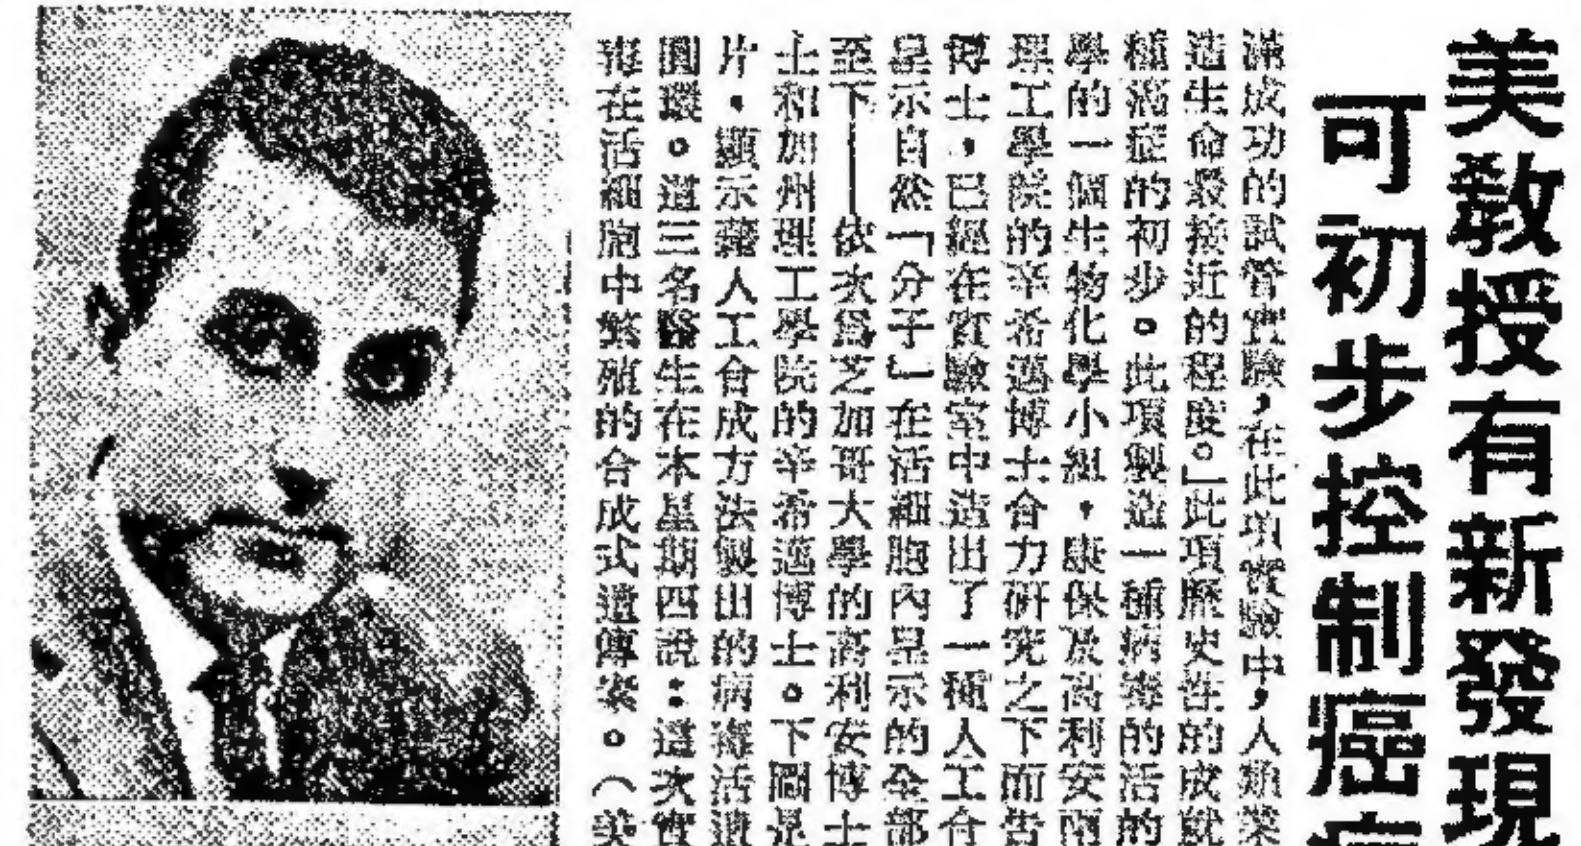 美敎授有新發現
可初步控制癌
滿成功的試管實驗，在此項實驗中，人類業
造生命最接近的程度。」此項歷史性的成就
種癌症的初步。此項製造一種病毒的活的
學的一個生物化學小組，康保及高利安兩
理工學院的辛希邁博士合力研究之下而告
博士，已經在實驗室中造出了一種人工合
呈示自然「分子」在活細胞內呈示的全部
至下——依次爲芝加哥大學的高利安博士
士和加州理工學院的辛希邁博士。下圖是
片，顯示藉人工合成方法製出的病毒活遺
圓環。這三名醫生在本星期四說：這次實
毒在活細胞中繁殖的合成式遺傳素。（美